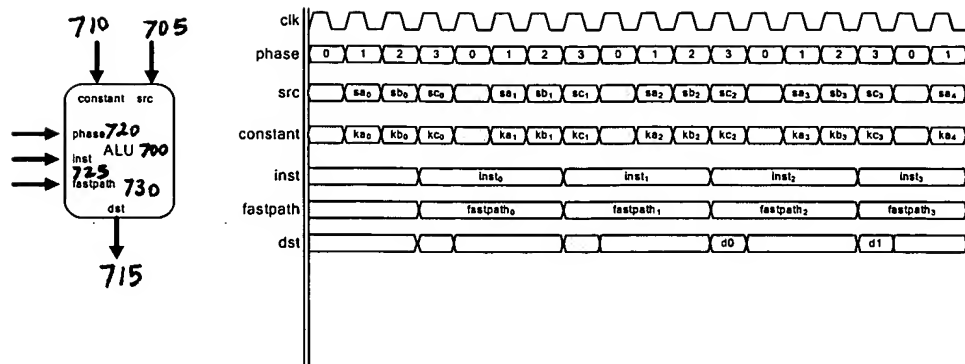 710 705
constant src
phase 720
ALU 700
inst
725
fastpath 730
dst
715
clk
phase 0 1 2 3 0 1 2 3 0 1 2 3 0 1 2 3 0 1
src sa₀ sb₀ sc₀ sa₁ sb₁ sc₁ sa₂ sb₂ sc₂ sa₃ sb₃ sc₃ sa₄
constant ka₀ kb₀ kc₀ ka₁ kb₁ kc₁ ka₂ kb₂ kc₂ ka₃ kb₃ kc₃ ka₄
inst inst₀ inst₁ inst₂ inst₃
fastpath fastpath₀ fastpath₁ fastpath₂ fastpath₃
dst d0 d1